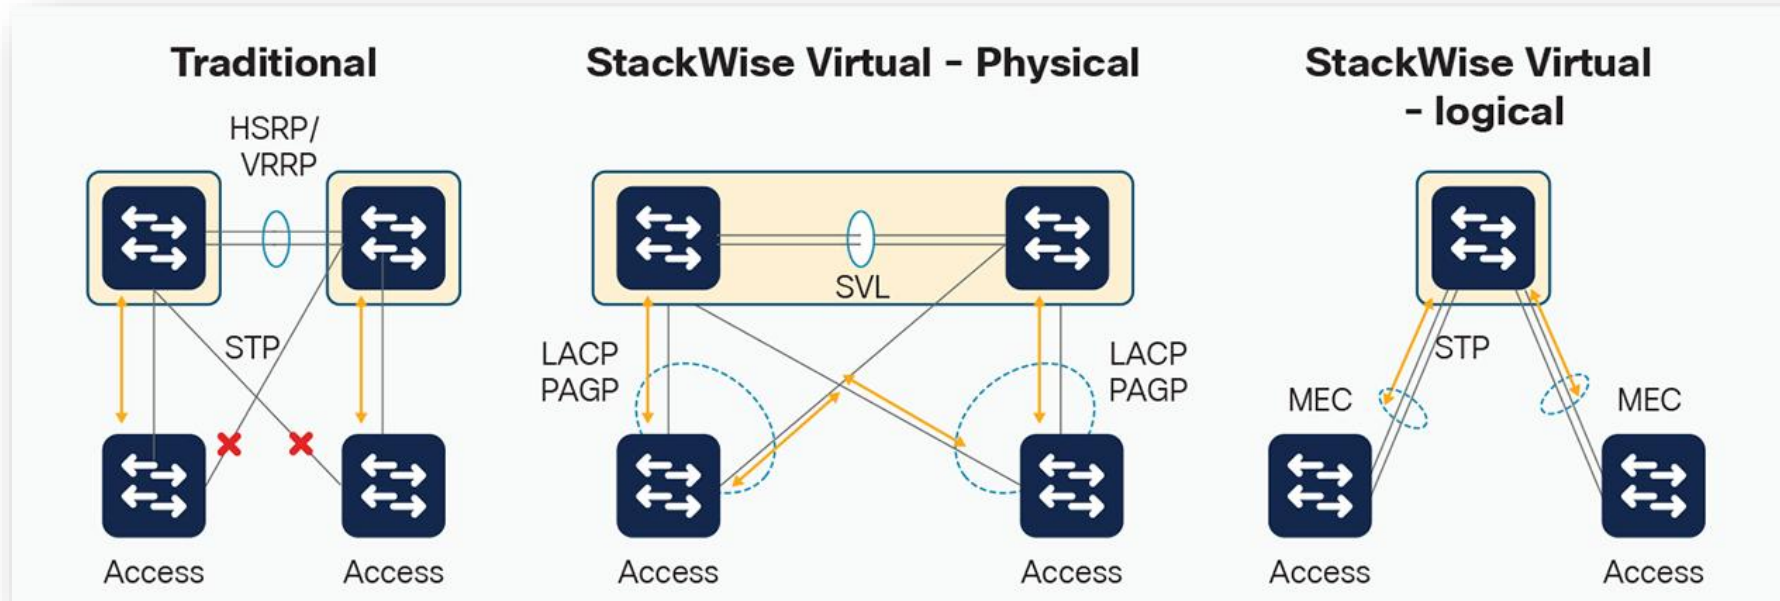 Traditional
HSRP/
VRRP
STP
Access
Access
StackWise Virtual - Physical
SVL
LACP
PAGP
LACP
PAGP
Access
Access
StackWise Virtual
- logical
STP
MEC
MEC
Access
Access